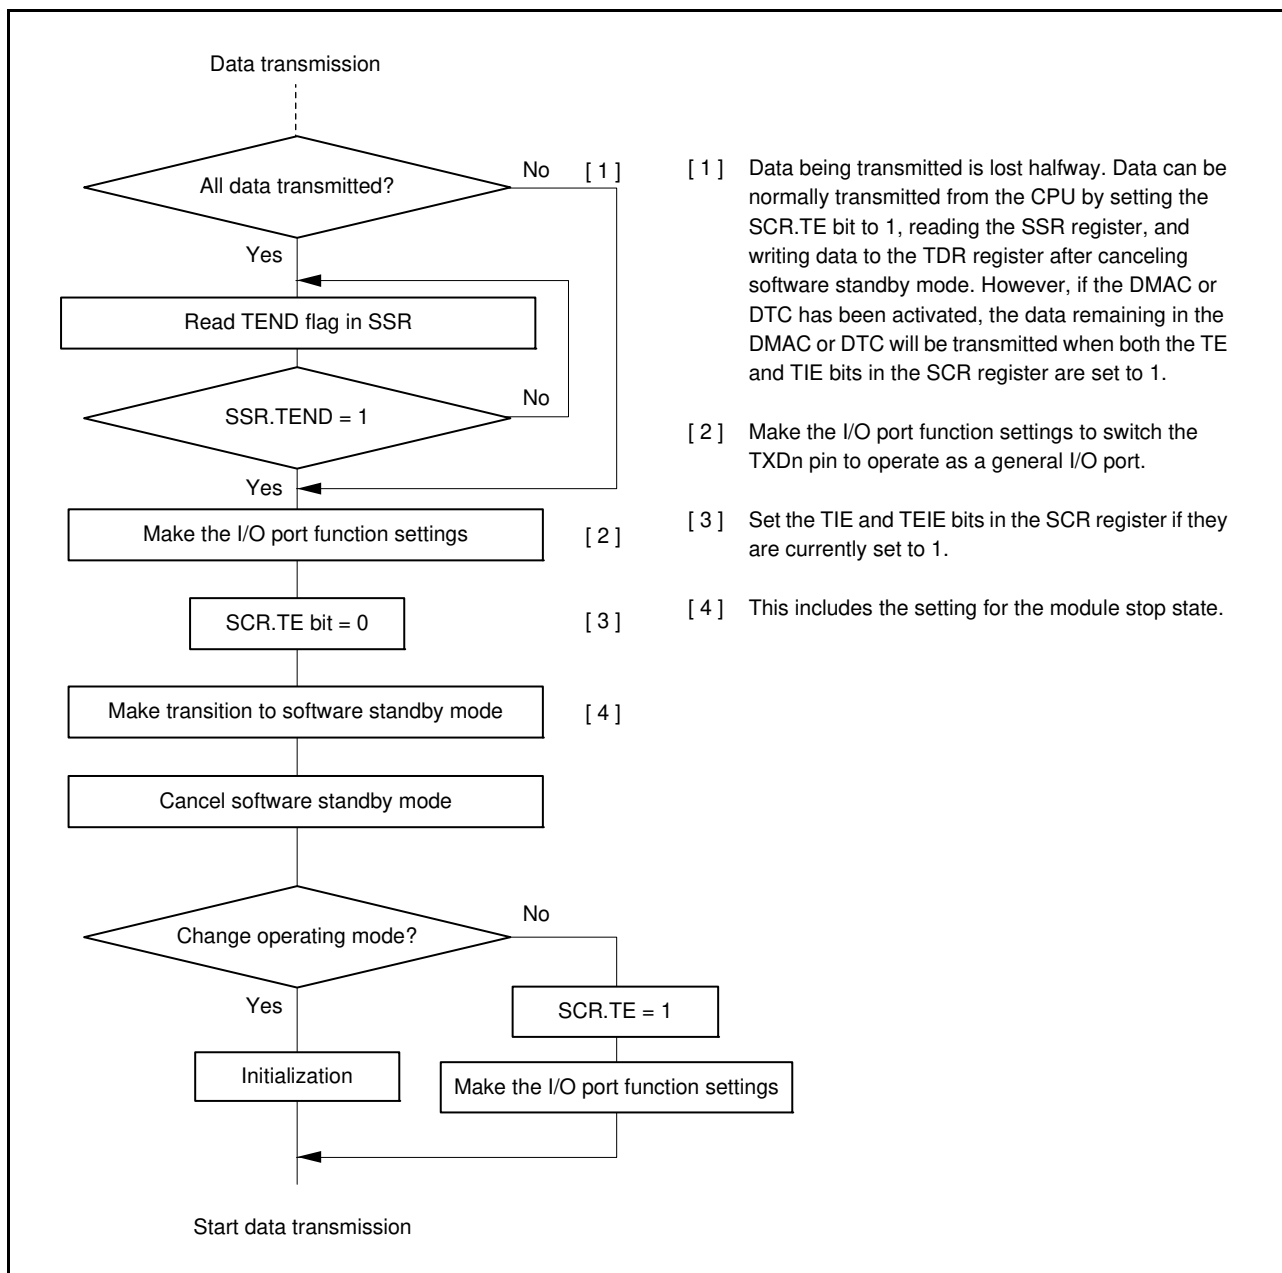 Data transmission
All data transmitted?
No [ 1 ]
Yes
Read TEND flag in SSR
SSR.TEND = 1
No
Yes
Make the I/O port function settings [ 2 ]
SCR.TE bit = 0 [ 3 ]
Make transition to software standby mode [ 4 ]
Cancel software standby mode
Change operating mode?
No
Yes
SCR.TE = 1
Initialization
Make the I/O port function settings
Start data transmission
[ 1 ] Data being transmitted is lost halfway. Data can be
normally transmitted from the CPU by setting the
SCR.TE bit to 1, reading the SSR register, and
writing data to the TDR register after canceling
software standby mode. However, if the DMAC or
DTC has been activated, the data remaining in the
DMAC or DTC will be transmitted when both the TE
and TIE bits in the SCR register are set to 1.
[ 2 ] Make the I/O port function settings to switch the
TXDn pin to operate as a general I/O port.
[ 3 ] Set the TIE and TEIE bits in the SCR register if they
are currently set to 1.
[ 4 ] This includes the setting for the module stop state.